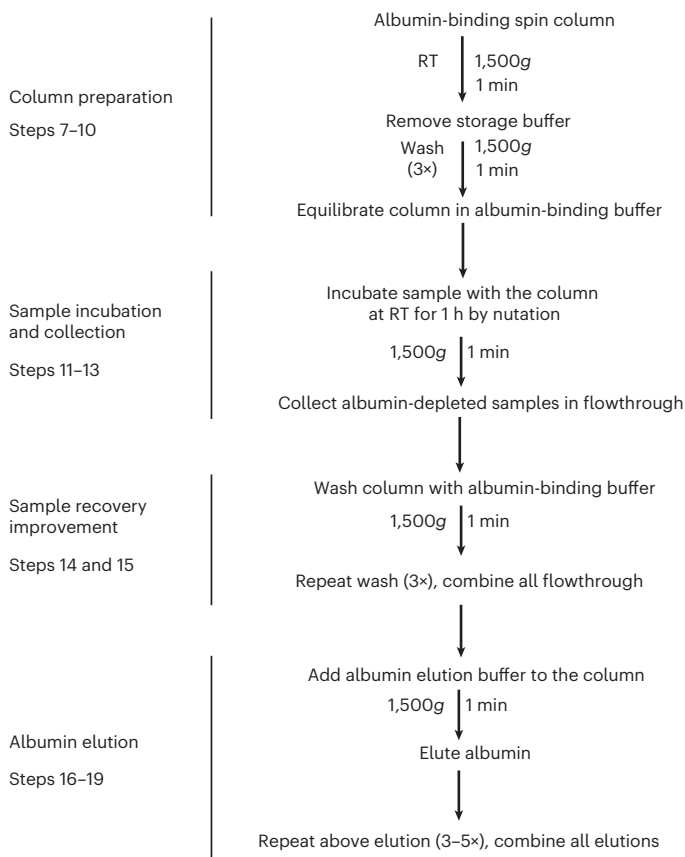 Albumin-binding spin column
RT
1,500g
1 min
Column preparation
Steps 7–10
Remove storage buffer
Wash
(3×)
1,500g
1 min
Equilibrate column in albumin-binding buffer
Sample incubation
and collection
Steps 11–13
Incubate sample with the column
at RT for 1 h by nutation
1,500g 1 min
Collect albumin-depleted samples in flowthrough
Sample recovery
improvement
Steps 14 and 15
Wash column with albumin-binding buffer
1,500g 1 min
Repeat wash (3×), combine all flowthrough
Albumin elution
Steps 16–19
Add albumin elution buffer to the column
1,500g 1 min
Elute albumin
Repeat above elution (3–5×), combine all elutions